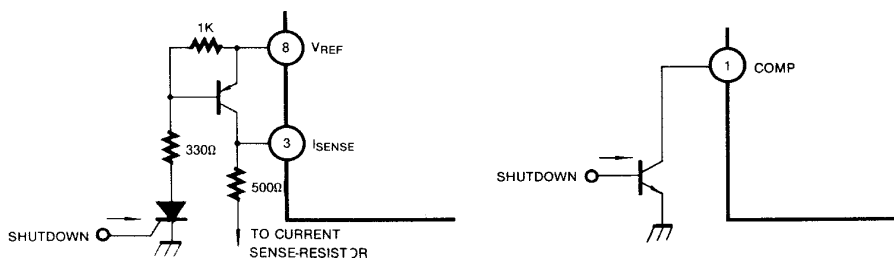 1K
8 VREF
330Ω
3 ISENSE
500Ω
SHUTDOWN
TO CURRENT
SENSE-RESISTOR
1 COMP
SHUTDOWN